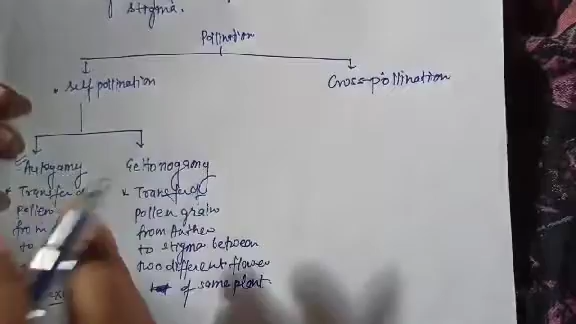 stigma.
Pollination
Self pollination
Cross pollination
Autogamy
Geitonogamy
* Transfer of
* Transfer of
pollen
pollen grain
from
from Anther
to
to stigma between
two different flower
of same plant.